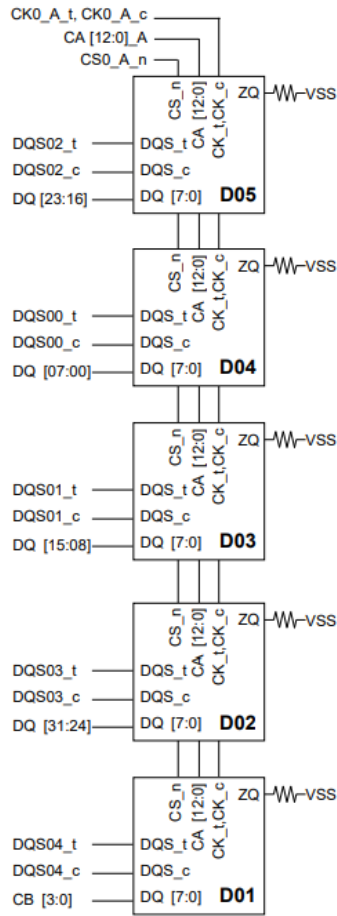 CK0_A_t, CK0_A_c
CA [12:0]_A
CS0_A_n
CS_n
CA [12:0]
CK_t,CK_c
ZQ
VSS
DQS02_t
DQS_t
DQS02_c
DQS_c
DQ [23:16]
DQ [7:0]
D05
CS_n
CA [12:0]
CK_t,CK_c
ZQ
VSS
DQS00_t
DQS_t
DQS00_c
DQS_c
DQ [07:00]
DQ [7:0]
D04
CS_n
CA [12:0]
CK_t,CK_c
ZQ
VSS
DQS01_t
DQS_t
DQS01_c
DQS_c
DQ [15:08]
DQ [7:0]
D03
CS_n
CA [12:0]
CK_t,CK_c
ZQ
VSS
DQS03_t
DQS_t
DQS03_c
DQS_c
DQ [31:24]
DQ [7:0]
D02
CS_n
CA [12:0]
CK_t,CK_c
ZQ
VSS
DQS04_t
DQS_t
DQS04_c
DQS_c
CB [3:0]
DQ [7:0]
D01